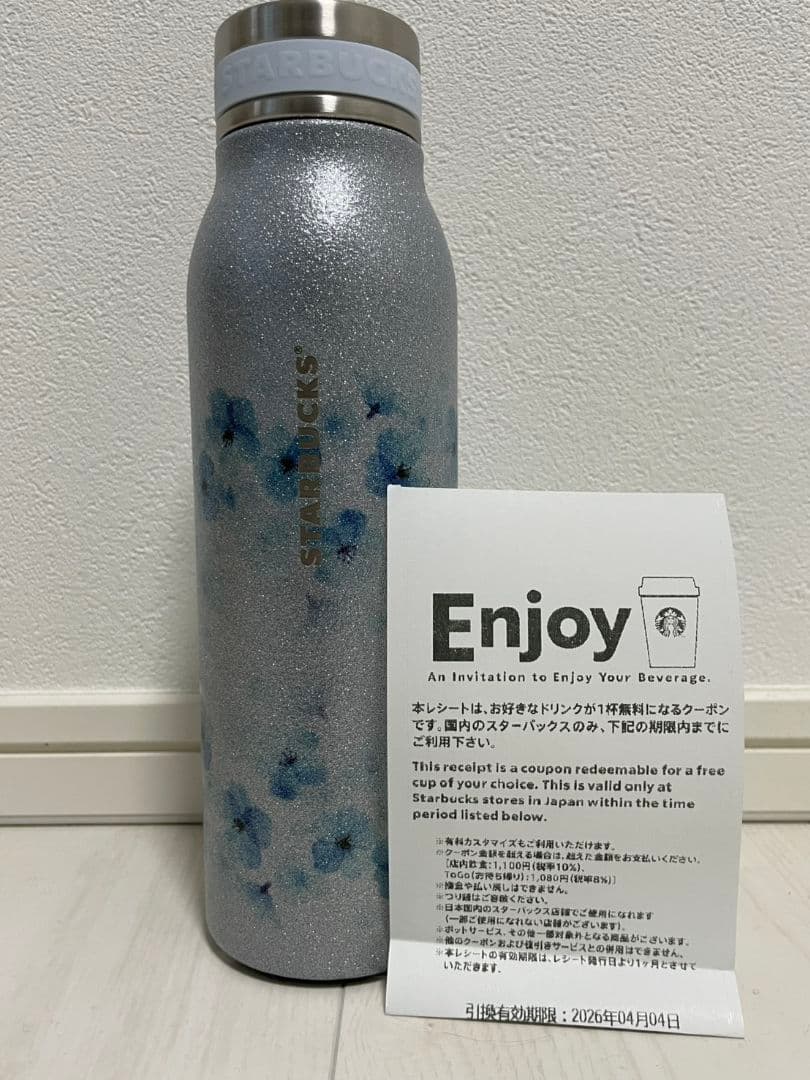 STARBUCKS
STARBUCKS®
Enjoy
An Invitation to Enjoy Your Beverage.
本レシートは、お好きなドリンクが1杯無料になるクーポン
です。国内のスターバックスのみ、下記の期限内までに
ご利用下さい。
This receipt is a coupon redeemable for a free
cup of your choice. This is valid only at
Starbucks stores in Japan within the time
period listed below.
※有料カスタマイズもご利用いただけます。
※クーポン金額を超える場合は、超えた金額をお支払いください。
[店内飲食:1,100円(税率10%)、
ToGo(お持ち帰り):1,080円(税率8%)]
※換金や払い戻しはできません。
※つり銭はご容赦ください。
※日本国内のスターバックス店舗でご使用になれます
(一部ご使用になれない店舗がございます)。
※ポットサービス、その他一部対象外となる商品がございます。
※他のクーポンおよび値引きサービスとの併用はできません。
※本レシートの有効期限は、レシート発行日より1ヶ月とさせて
いただきます。
引換有効期限:2026年04月04日